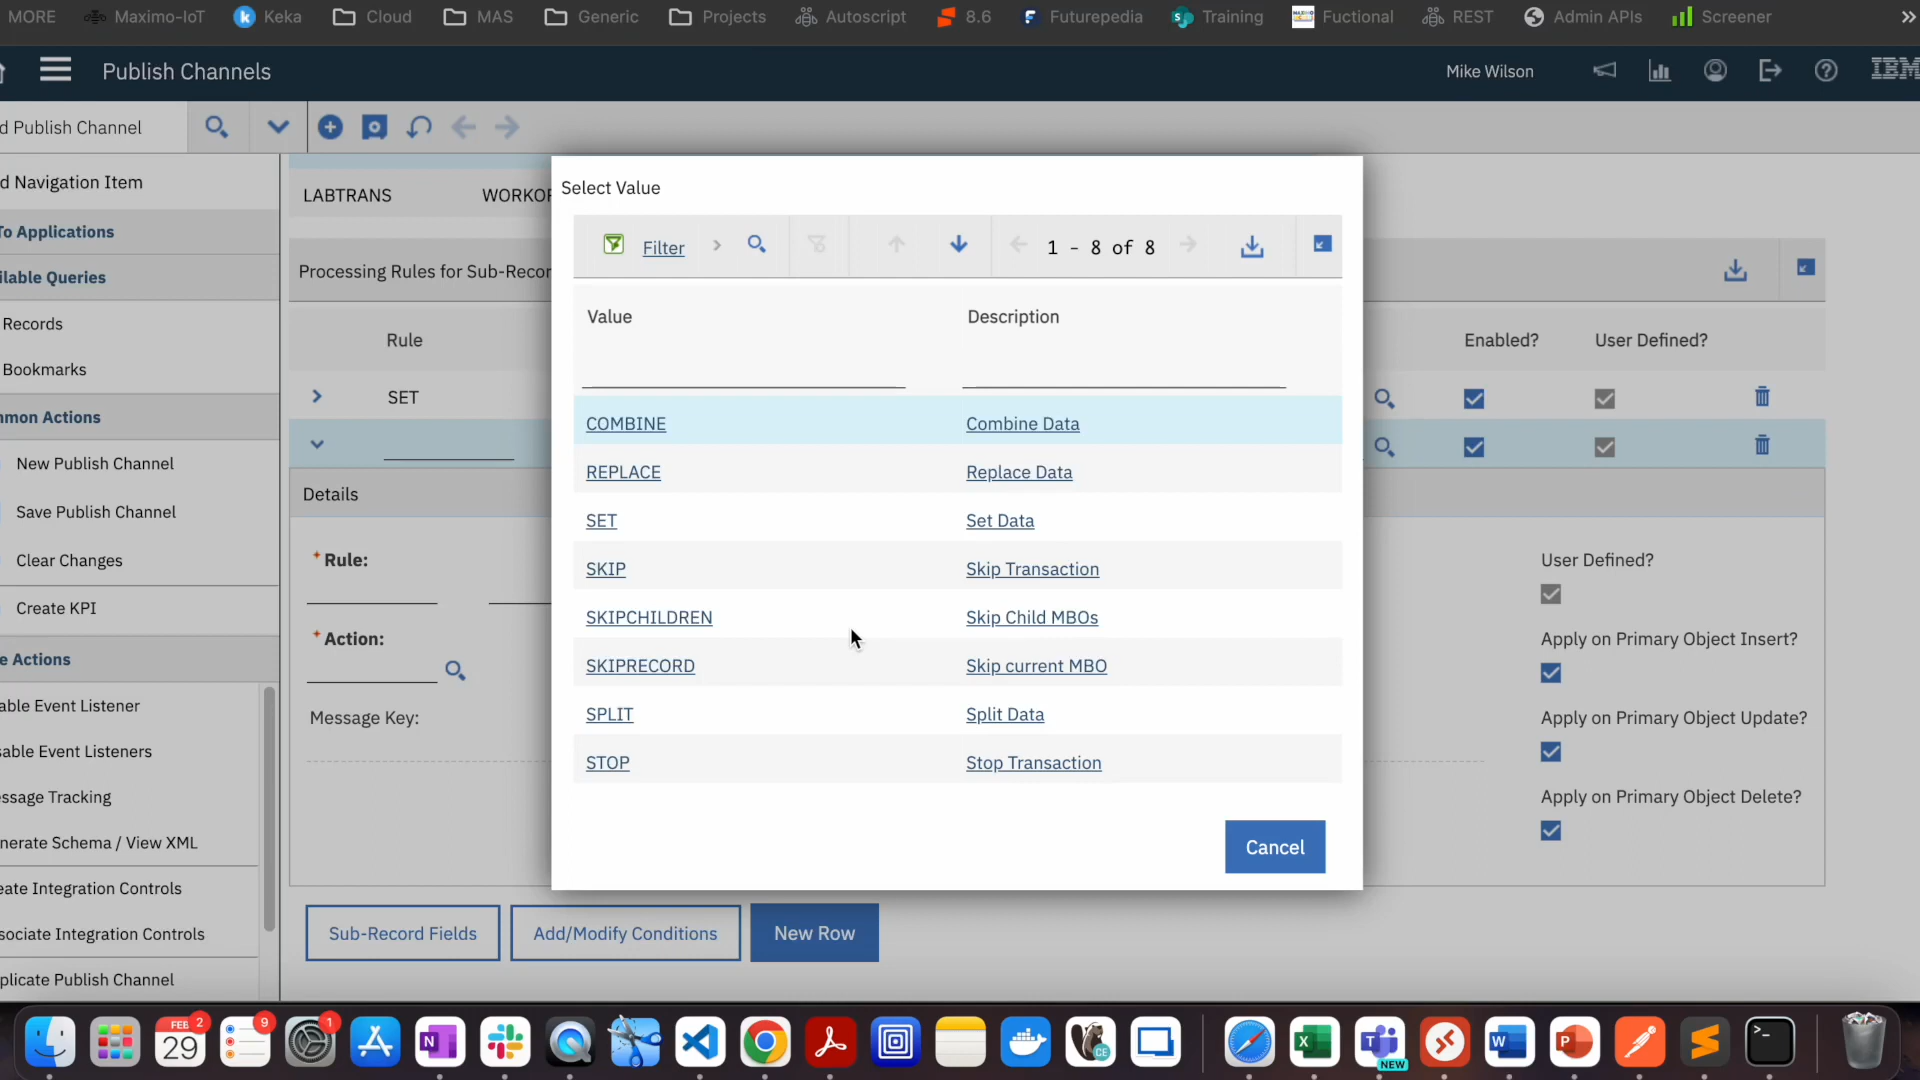 MORE Maximo-IoT Keka Cloud MAS Generic Projects Autoscript 8.6 Futurepedia Training Fuctional REST Admin APIs Screener »
Publish Channels Mike Wilson IBM
d Publish Channel
d Navigation Item
To Applications
ilable Queries
Records
Bookmarks
mmon Actions
New Publish Channel
Save Publish Channel
Clear Changes
Create KPI
e Actions
able Event Listener
sable Event Listeners
essage Tracking
nerate Schema / View XML
eate Integration Controls
sociate Integration Controls
plicate Publish Channel
LABTRANS WORKOR
Processing Rules for Sub-Recor
Rule Enabled? User Defined?
SET
Details
* Rule:
* Action:
Message Key:
User Defined?
Apply on Primary Object Insert?
Apply on Primary Object Update?
Apply on Primary Object Delete?
Sub-Record Fields Add/Modify Conditions New Row
Select Value
Filter 1 - 8 of 8
Value Description
COMBINE Combine Data
REPLACE Replace Data
SET Set Data
SKIP Skip Transaction
SKIPCHILDREN Skip Child MBOs
SKIPRECORD Skip current MBO
SPLIT Split Data
STOP Stop Transaction
Cancel
FEB 29 2 9 1 N CE X T NEW W P >_